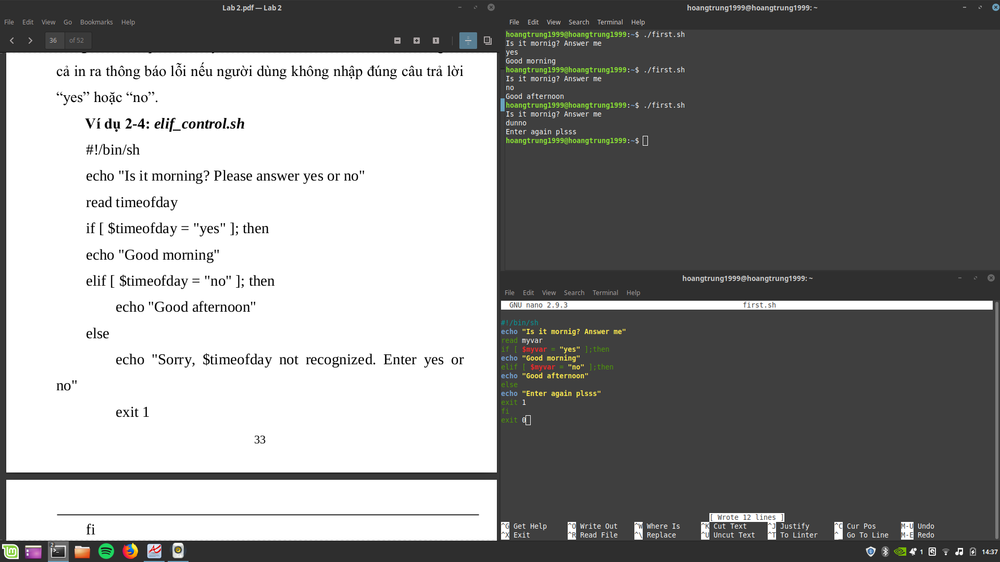 Lab 2.pdf — Lab 2
File Edit View Go Bookmarks Help
36 of 52
cả in ra thông báo lỗi nếu người dùng không nhập đúng câu trả lời
“yes” hoặc “no”.
Ví dụ 2-4: elif_control.sh
#!/bin/sh
echo "Is it morning? Please answer yes or no"
read timeofday
if [ $timeofday = "yes" ]; then
echo "Good morning"
elif [ $timeofday = "no" ]; then
echo "Good afternoon"
else
echo "Sorry, $timeofday not recognized. Enter yes or
no"
exit 1
33
fi
hoangtrung1999@hoangtrung1999: ~
File Edit View Search Terminal Help
hoangtrung1999@hoangtrung1999:~$ ./first.sh
Is it mornig? Answer me
yes
Good morning
hoangtrung1999@hoangtrung1999:~$ ./first.sh
Is it mornig? Answer me
no
Good afternoon
hoangtrung1999@hoangtrung1999:~$ ./first.sh
Is it mornig? Answer me
dunno
Enter again plsss
hoangtrung1999@hoangtrung1999:~$
hoangtrung1999@hoangtrung1999: ~
File Edit View Search Terminal Help
GNU nano 2.9.3 first.sh
#!/bin/sh
echo "Is it mornig? Answer me"
read myvar
if [ $myvar = "yes" ];then
echo "Good morning"
elif [ $myvar = "no" ];then
echo "Good afternoon"
else
echo "Enter again plsss"
exit 1
fi
exit 0
[ Wrote 12 lines ]
^G Get Help ^O Write Out ^W Where Is ^K Cut Text ^J Justify ^C Cur Pos M-U Undo
^X Exit ^R Read File ^\ Replace ^U Uncut Text ^T To Linter ^_ Go To Line M-E Redo
2
1 14:37